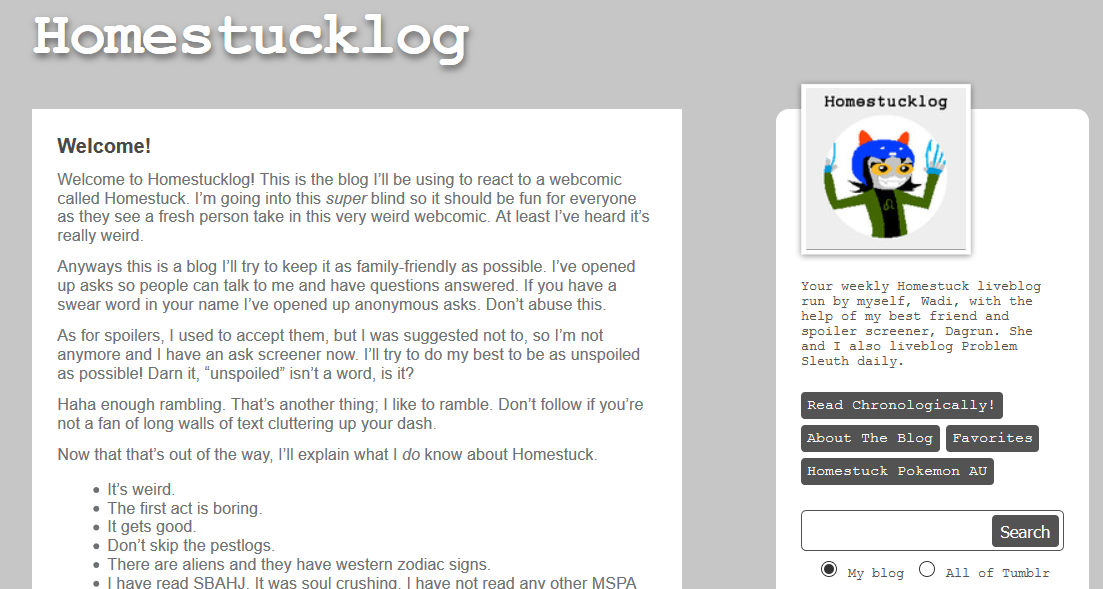 Homestucklog
Welcome!
Welcome to Homestucklog! This is the blog I’ll be using to react to a webcomic
called Homestuck. I’m going into this super blind so it should be fun for everyone
as they see a fresh person take in this very weird webcomic. At least I’ve heard it’s
really weird.
Anyways this is a blog I’ll try to keep it as family-friendly as possible. I’ve opened
up asks so people can talk to me and have questions answered. If you have a
swear word in your name I’ve opened up anonymous asks. Don’t abuse this.
As for spoilers, I used to accept them, but I was suggested not to, so I’m not
anymore and I have an ask screener now. I’ll try to do my best to be as unspoiled
as possible! Darn it, “unspoiled” isn’t a word, is it?
Haha enough rambling. That’s another thing; I like to ramble. Don’t follow if you’re
not a fan of long walls of text cluttering up your dash.
Now that that’s out of the way, I’ll explain what I do know about Homestuck.
• It’s weird.
• The first act is boring.
• It gets good.
• Don’t skip the pestlogs.
• There are aliens and they have western zodiac signs.
• I have read SBAHJ. It was soul crushing. I have not read any other MSPA
Homestucklog
Your weekly Homestuck liveblog
run by myself, Wadi, with the
help of my best friend and
spoiler screener, Dagrun. She
and I also liveblog Problem
Sleuth daily.
Read Chronologically!
About The Blog Favorites
Homestuck Pokemon AU
Search
My blog All of Tumblr